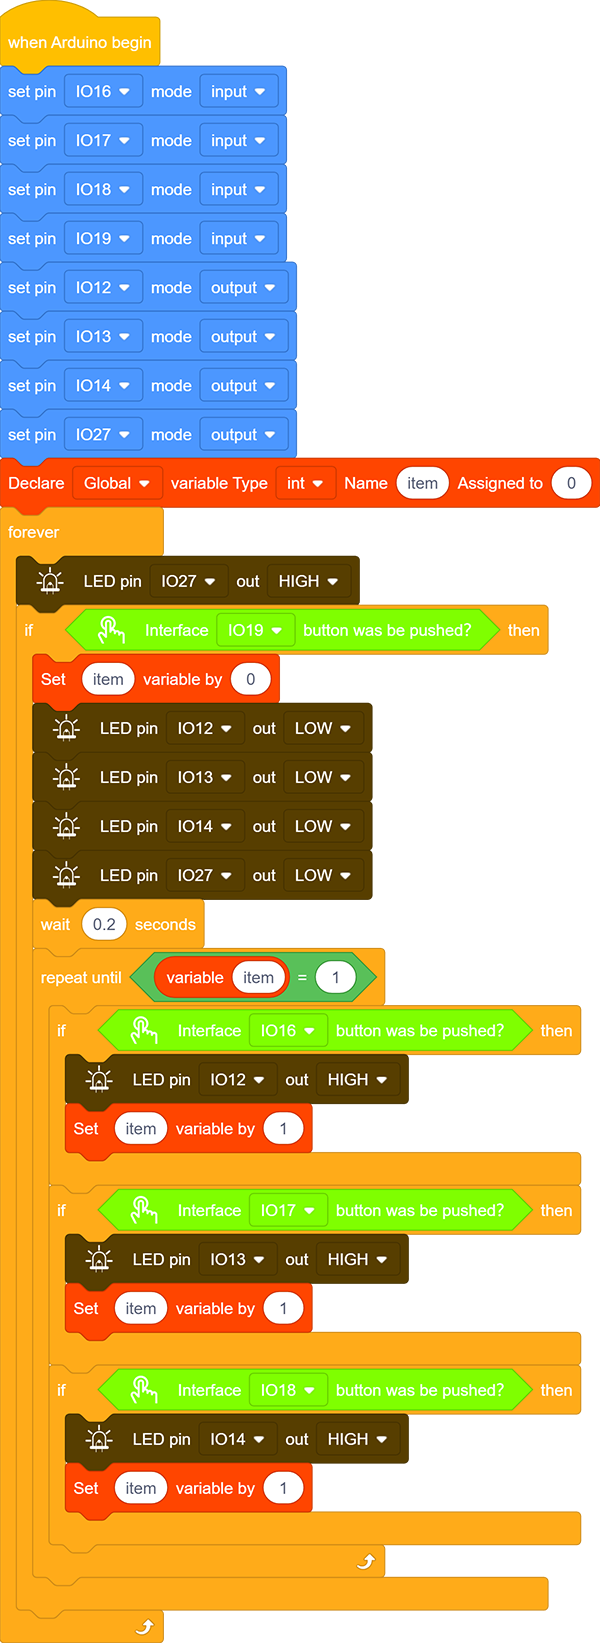 when Arduino begin
set pin IO16 mode input
set pin IO17 mode input
set pin IO18 mode input
set pin IO19 mode input
set pin IO12 mode output
set pin IO13 mode output
set pin IO14 mode output
set pin IO27 mode output
Declare Global variable Type int Name item Assigned to 0
forever
LED pin IO27 out HIGH
if Interface IO19 button was be pushed? then
Set item variable by 0
LED pin IO12 out LOW
LED pin IO13 out LOW
LED pin IO14 out LOW
LED pin IO27 out LOW
wait 0.2 seconds
repeat until variable item = 1
if Interface IO16 button was be pushed? then
LED pin IO12 out HIGH
Set item variable by 1
if Interface IO17 button was be pushed? then
LED pin IO13 out HIGH
Set item variable by 1
if Interface IO18 button was be pushed? then
LED pin IO14 out HIGH
Set item variable by 1